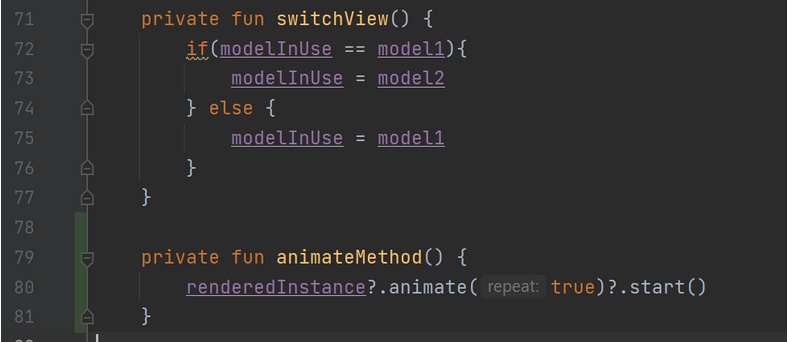 71 private fun switchView() {
72 if(modelInUse == model1){
73 modelInUse = model2
74 } else {
75 modelInUse = model1
76 }
77 }
78
79 private fun animateMethod() {
80 renderedInstance?.animate( repeat: true)?.start()
81 }